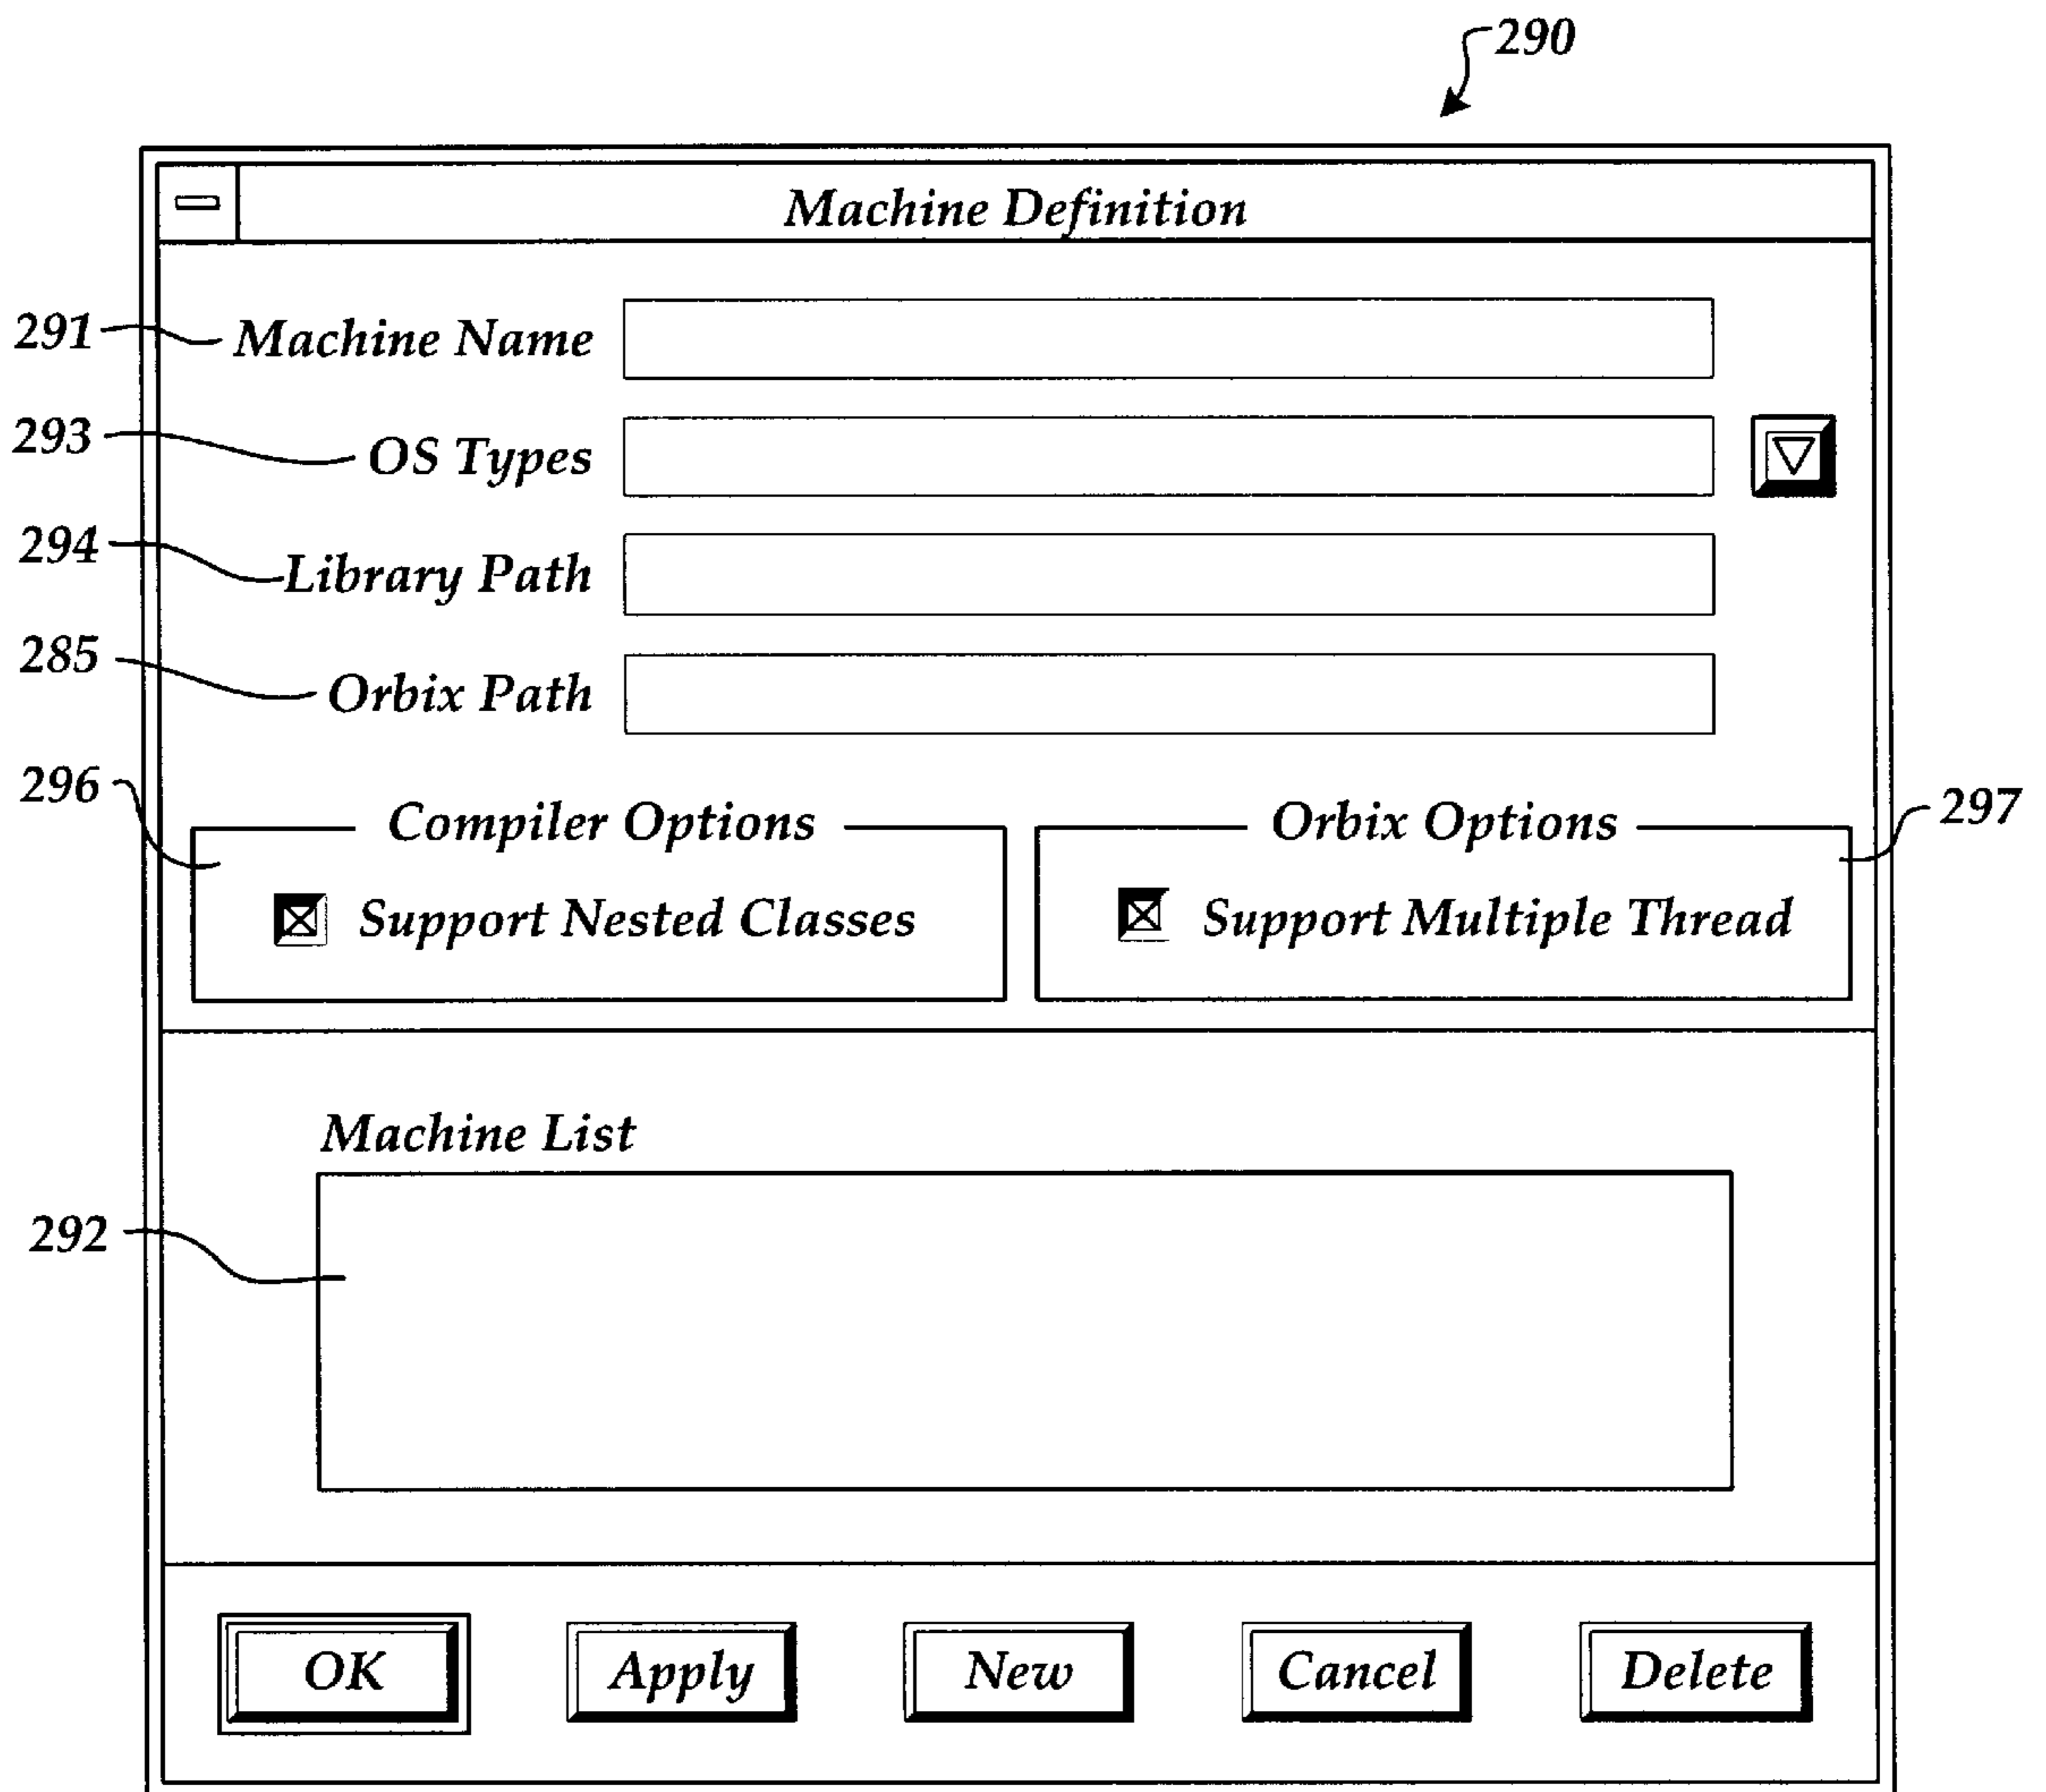 290
Machine Definition
291 Machine Name
293 OS Types
294 Library Path
285 Orbix Path
296 Compiler Options Orbix Options 297
Support Nested Classes Support Multiple Thread
Machine List
292
OK Apply New Cancel Delete